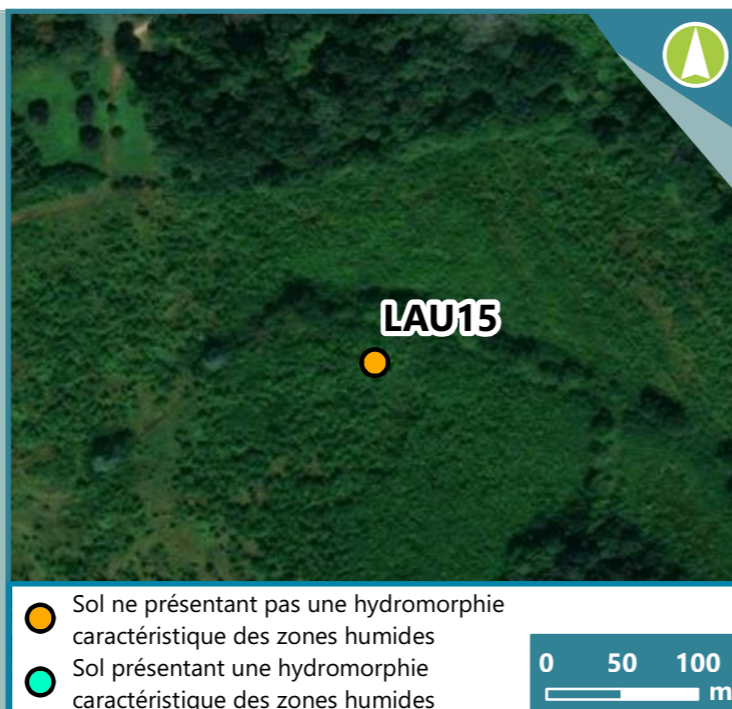 LAU15
Sol ne présentant pas une hydromorphie
caractéristique des zones humides
Sol présentant une hydromorphie
caractéristique des zones humides
0 50 100
m